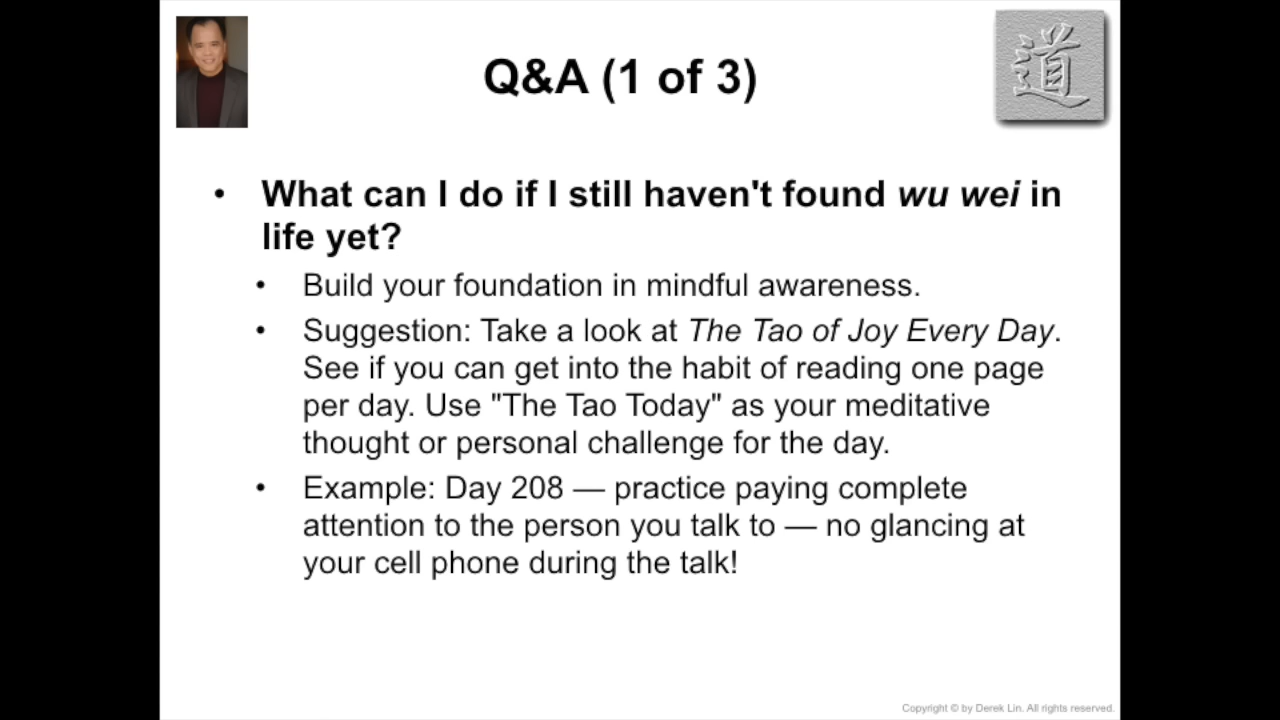 Q&A (1 of 3)
道
• What can I do if I still haven't found wu wei in
life yet?
• Build your foundation in mindful awareness.
• Suggestion: Take a look at The Tao of Joy Every Day.
See if you can get into the habit of reading one page
per day. Use "The Tao Today" as your meditative
thought or personal challenge for the day.
• Example: Day 208 — practice paying complete
attention to the person you talk to — no glancing at
your cell phone during the talk!
Copyright © by Derek Lin. All rights reserved.